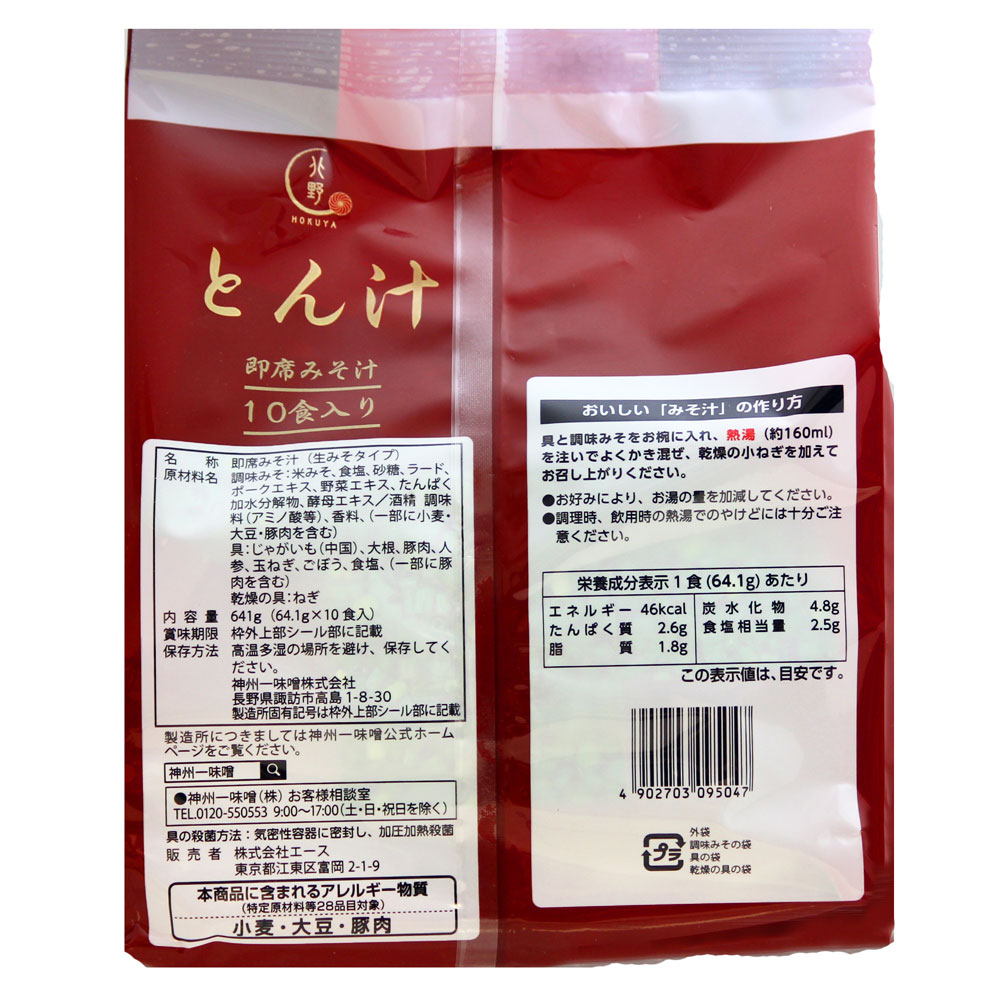 北野
HOKUYA
とん汁
即席みそ汁
10食入り
名称 即席みそ汁(生みそタイプ)
原材料名 調味みそ:米みそ、食塩、砂糖、ラード、
ポークエキス、野菜エキス、たんぱく
加水分解物、酵母エキス/酒精 調味
料(アミノ酸等)、香料、(一部に小麦・
大豆・豚肉を含む)
具:じゃがいも(中国)、大根、豚肉、人
参、玉ねぎ、ごぼう、食塩、(一部に豚
肉を含む)
乾燥の具:ねぎ
内容量 641g(64.1g×10食入)
賞味期限 枠外上部シール部に記載
保存方法 高温多湿の場所を避け、保存してく
ださい。
神州一味噌株式会社
長野県諏訪市高島1-8-30
製造所固有記号は枠外上部シール部に記載
製造所につきましては神州一味噌公式ホーム
ページをご覧ください。
神州一味噌
●神州一味噌(株)お客様相談室
TEL.0120-550553 9:00〜17:00(土・日・祝日を除く)
具の殺菌方法:気密性容器に密封し、加圧加熱殺菌
販売者 株式会社エース
東京都江東区富岡2-1-9
本商品に含まれるアレルギー物質
(特定原材料等28品目対象)
小麦・大豆・豚肉
おいしい「みそ汁」の作り方
具と調味みそをお椀に入れ、熱湯(約160ml)
を注いでよくかき混ぜ、乾燥の小ねぎを加えて
お召し上がりください。
●お好みにより、お湯の量を加減してください。
●調理時、飲用時の熱湯でのやけどには十分ご注
意ください。
栄養成分表示1食(64.1g)あたり
エネルギー 46kcal 炭水化物 4.8g
たんぱく質 2.6g 食塩相当量 2.5g
脂質 1.8g
この表示値は、目安です。
4 902703 095047
プラ
外袋
調味みその袋
具の袋
乾燥の具の袋